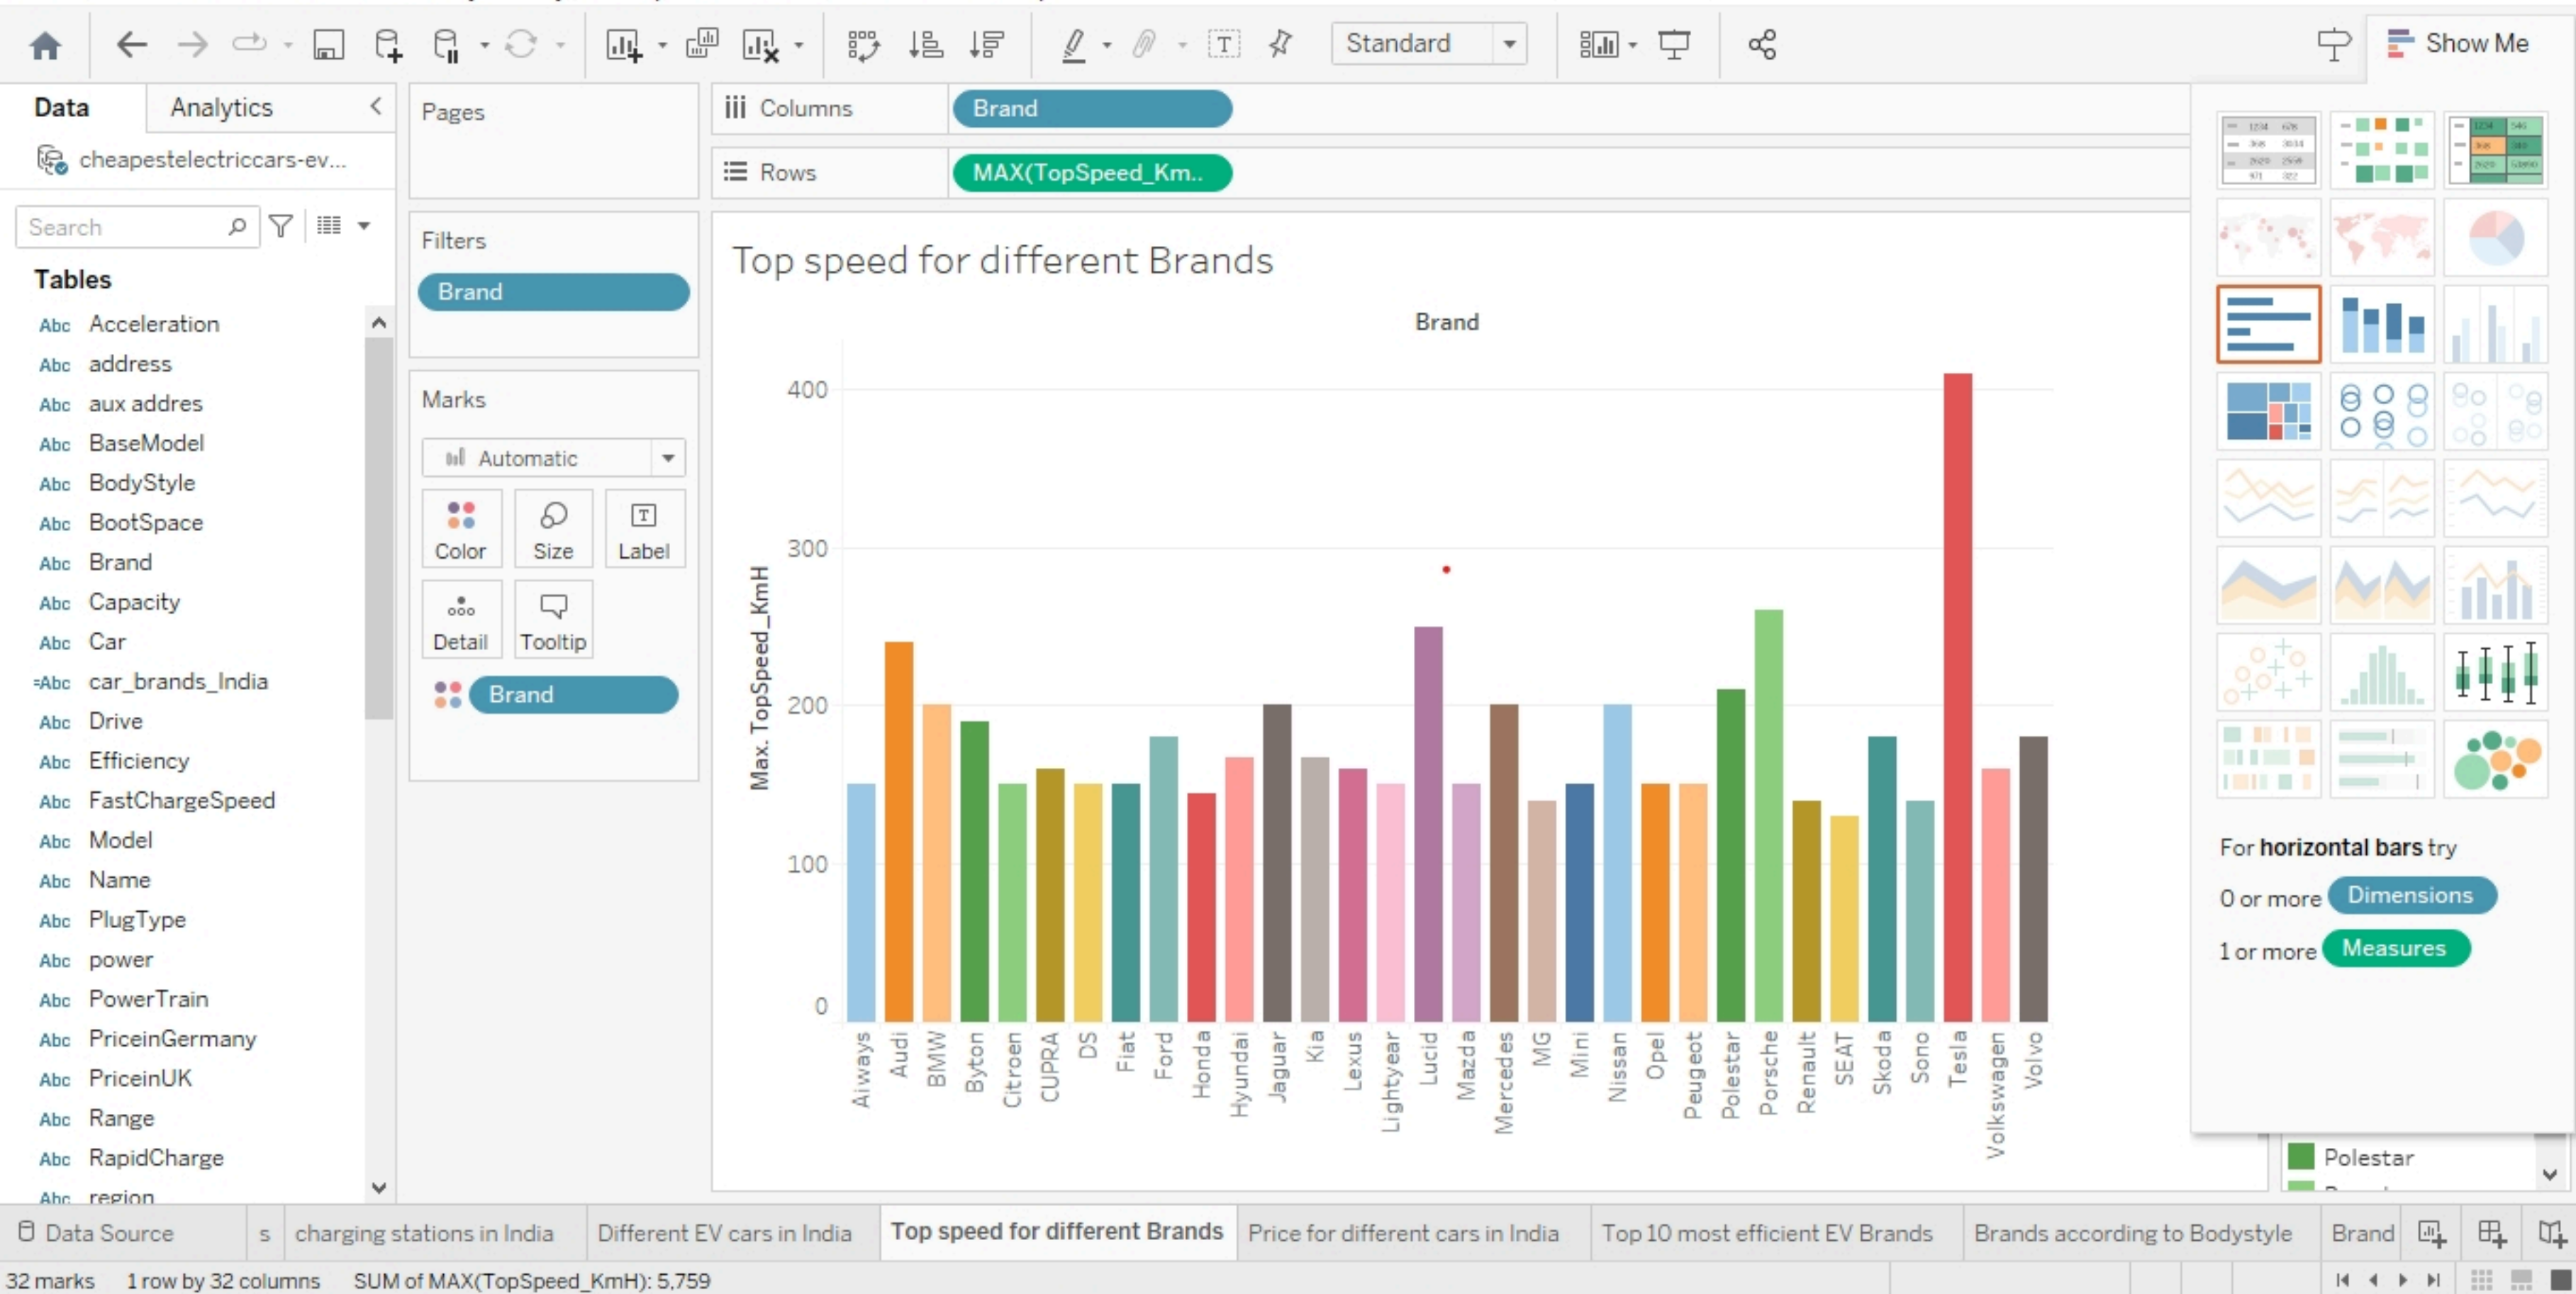 Standard
Show Me
Data
Analytics
cheapestelectriccars-ev...
Search
Tables
Abc Acceleration
Abc address
Abc aux addres
Abc BaseModel
Abc BodyStyle
Abc BootSpace
Abc Brand
Abc Capacity
Abc Car
=Abc car_brands_India
Abc Drive
Abc Efficiency
Abc FastChargeSpeed
Abc Model
Abc Name
Abc PlugType
Abc power
Abc PowerTrain
Abc PriceinGermany
Abc PriceinUK
Abc Range
Abc RapidCharge
Abc region
Pages
Filters
Brand
Marks
Automatic
Color Size Label
Detail Tooltip
Brand
Columns Brand
Rows MAX(TopSpeed_Km..
Top speed for different Brands
Brand
Max. TopSpeed_KmH
400
300
200
100
0
Aiways
Audi
BMW
Byton
Citroen
CUPRA
DS
Fiat
Ford
Honda
Hyundai
Jaguar
Kia
Lexus
Lightyear
Lucid
Mazda
Mercedes
MG
Mini
Nissan
Opel
Peugeot
Polestar
Porsche
Renault
SEAT
Skoda
Sono
Tesla
Volkswagen
Volvo
For horizontal bars try
0 or more Dimensions
1 or more Measures
Polestar
Data Source
s
charging stations in India
Different EV cars in India
Top speed for different Brands
Price for different cars in India
Top 10 most efficient EV Brands
Brands according to Bodystyle
Brand
32 marks 1 row by 32 columns SUM of MAX(TopSpeed_KmH): 5,759